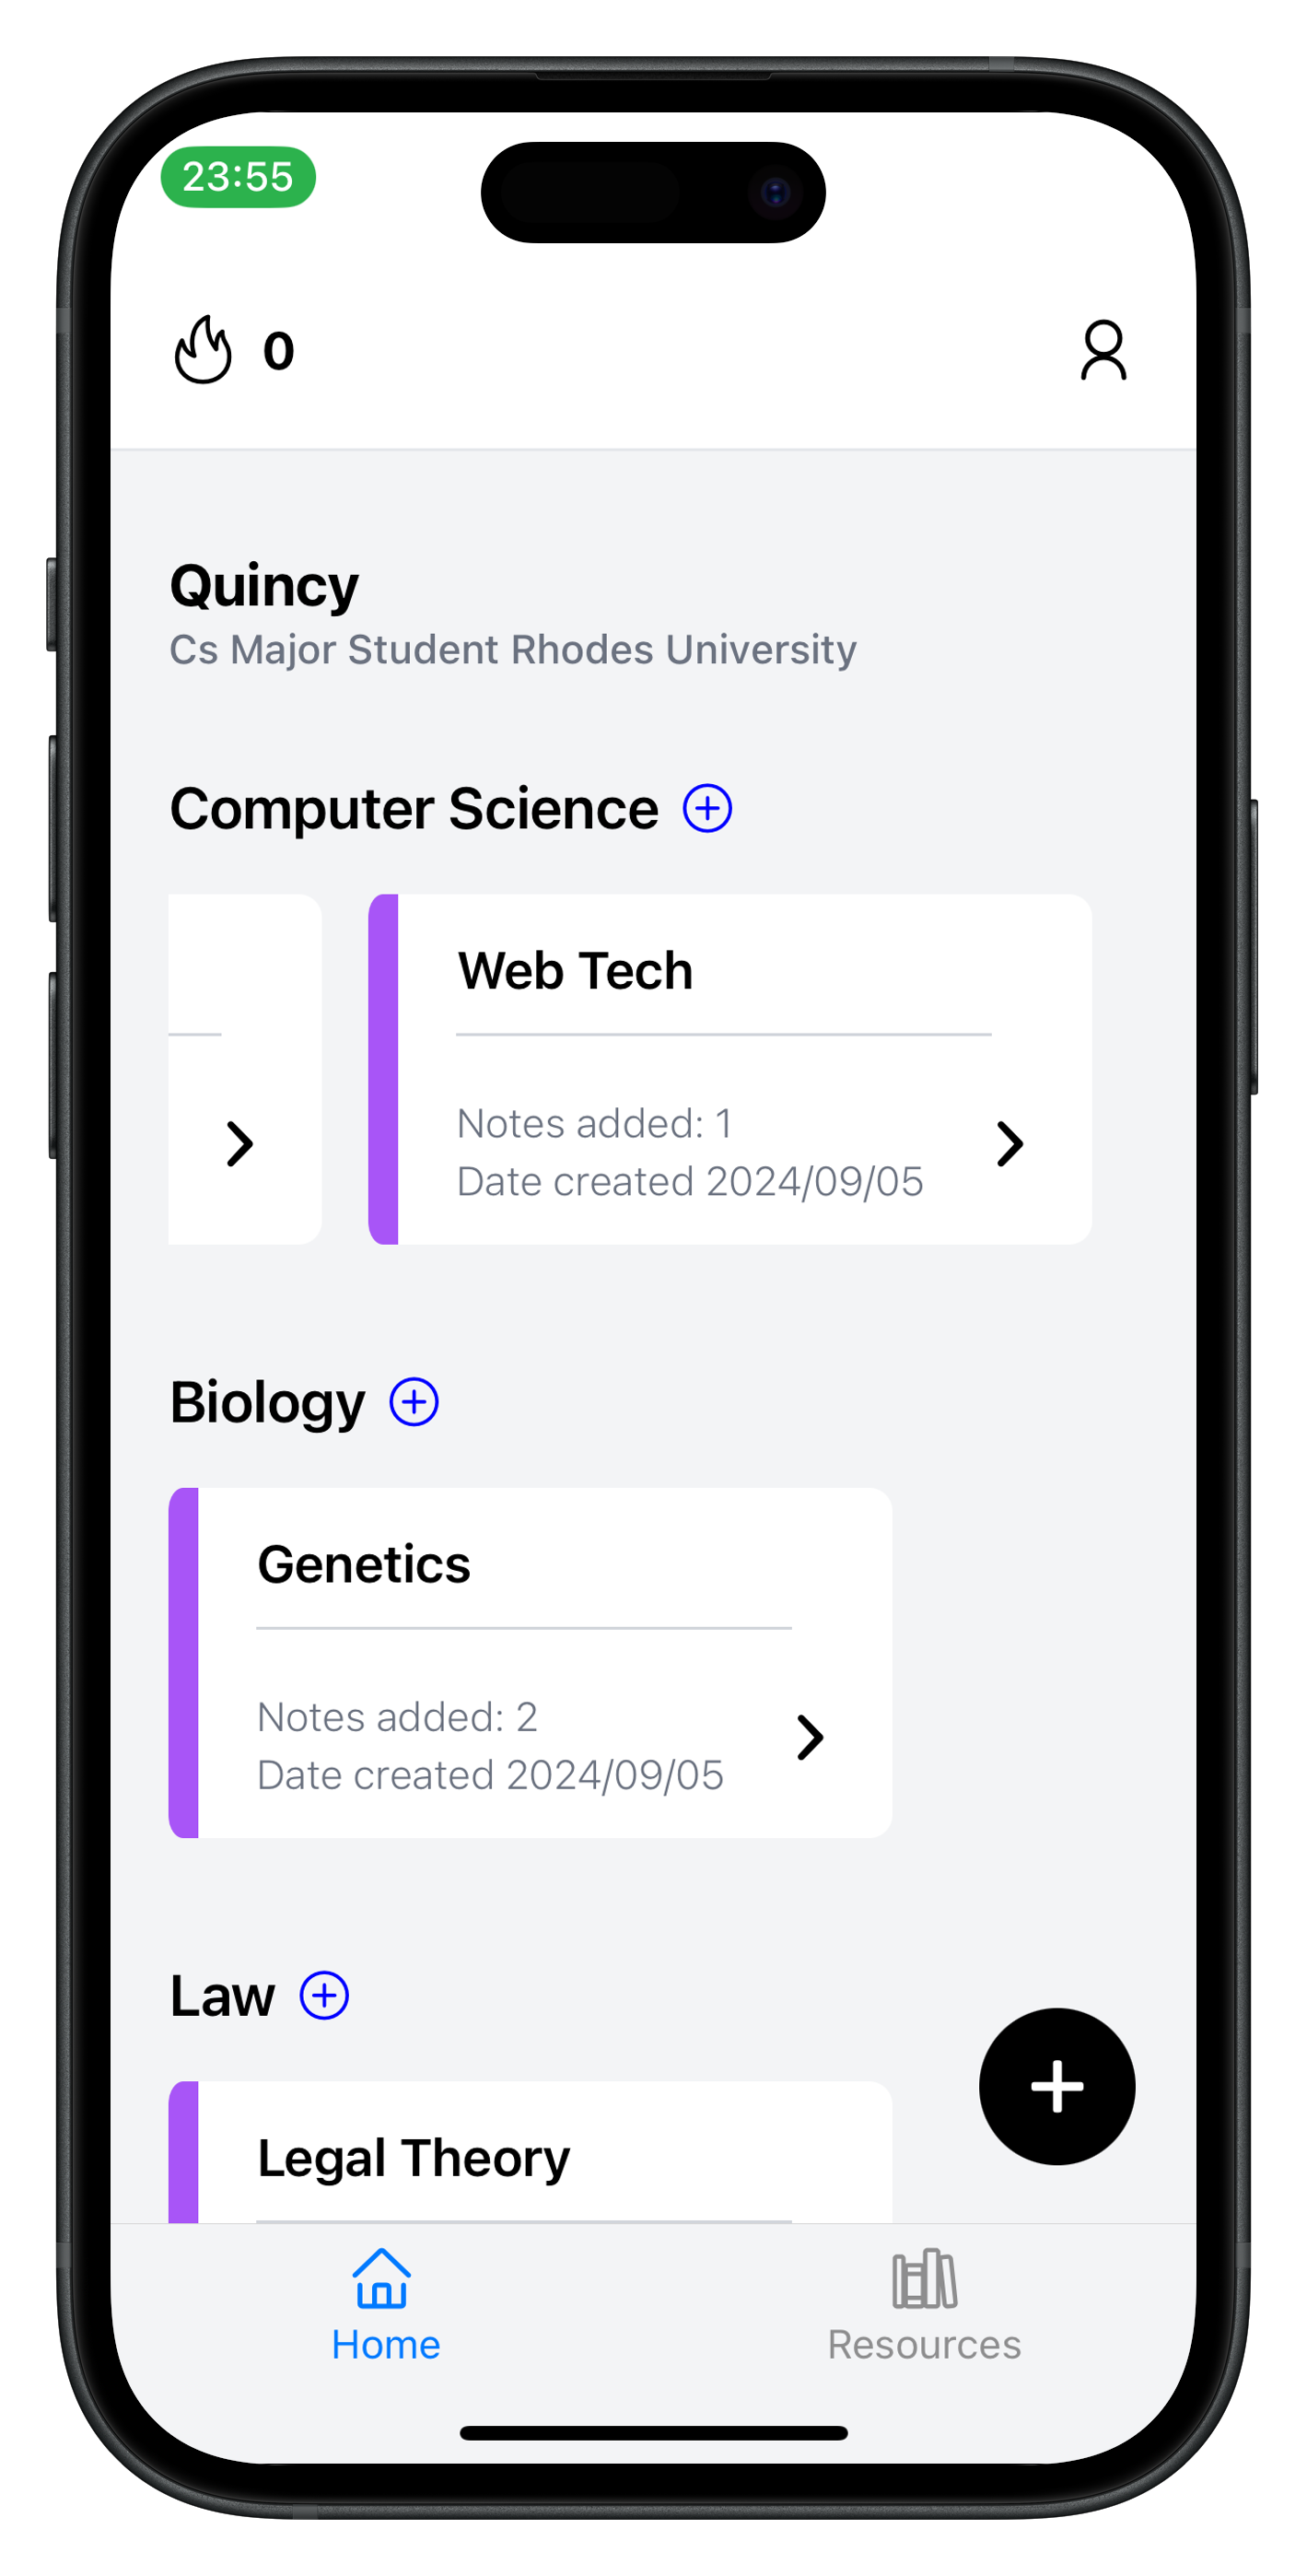 23:55
0
Quincy
Cs Major Student Rhodes University
Computer Science
Web Tech
Notes added: 1
Date created 2024/09/05
Biology
Genetics
Notes added: 2
Date created 2024/09/05
Law
Legal Theory
Home
Resources